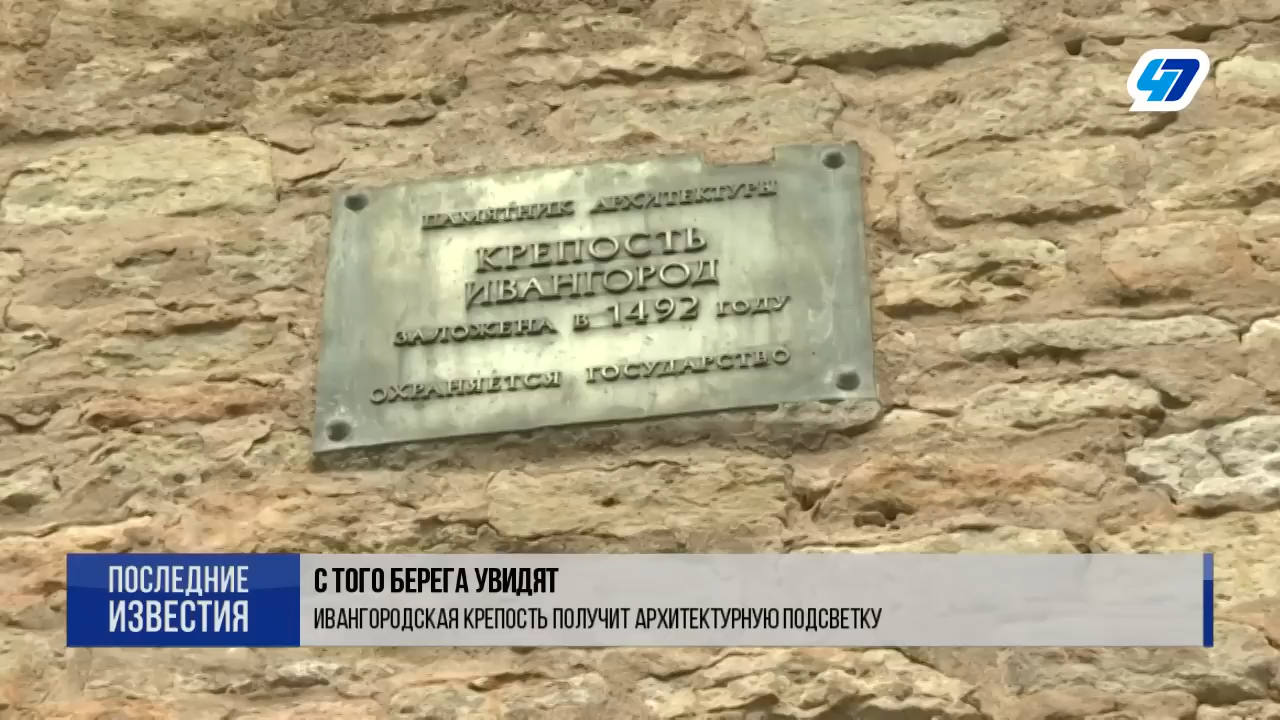 47
ПАМЯТНИК АРХИТЕКТУРЫ
КРЕПОСТЬ
ИВАНГОРОД
ЗАЛОЖЕНА В 1492 ГОДУ
ОХРАНЯЕТСЯ ГОСУДАРСТВО
ПОСЛЕДНИЕ
ИЗВЕСТИЯ
С ТОГО БЕРЕГА УВИДЯТ
ИВАНГОРОДСКАЯ КРЕПОСТЬ ПОЛУЧИТ АРХИТЕКТУРНУЮ ПОДСВЕТКУ